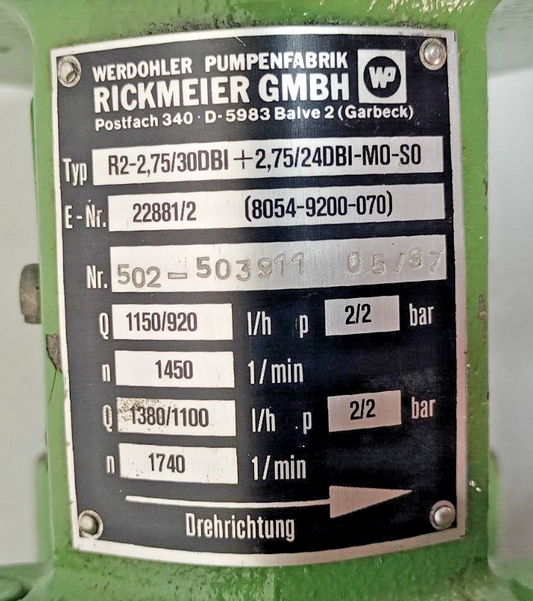 WERDOHLER PUMPENFABRIK
RICKMEIER GMBH WP
Postfach 340 · D-5983 Balve 2 (Garbeck)
Typ R2-2,75/30DBI+2,75/24DBI-MO-SO
E-Nr. 22881/2 (8054-9200-070)
Nr. 502-503911 05/97
Q 1150/920 l/h p 2/2 bar
n 1450 1/min
Q 1380/1100 l/h p 2/2 bar
n 1740 1/min
Drehrichtung